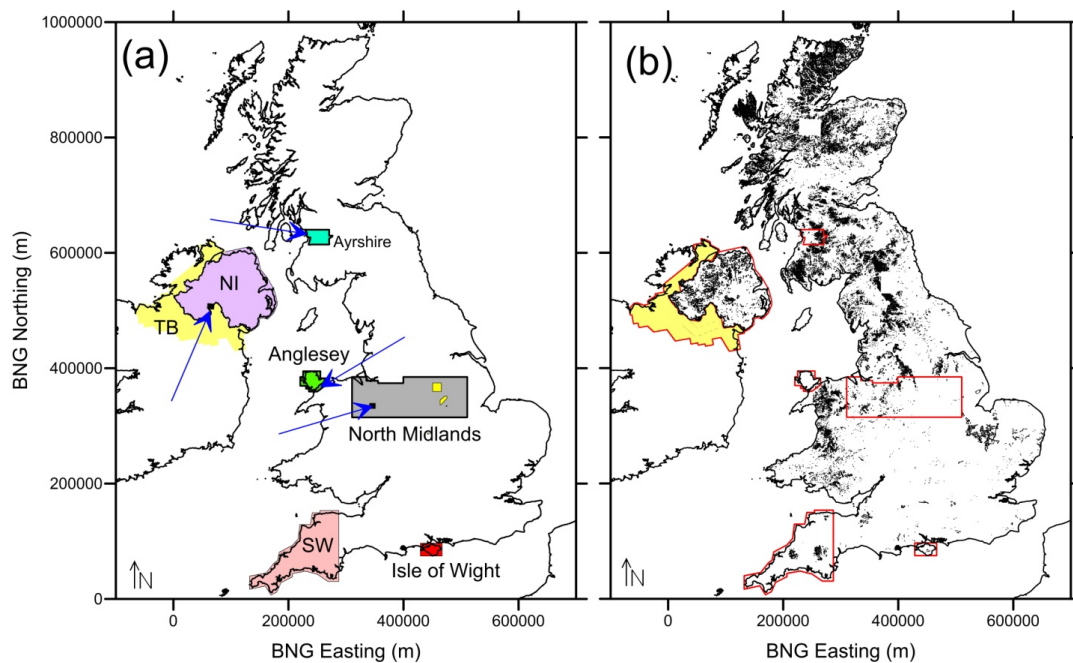 (a)
(b)
BNG Northing (m)
1000000
800000
600000
400000
200000
0
Ayrshire
NI
TB
Anglesey
North Midlands
SW
Isle of Wight
N
N
0
200000
400000
600000
0
200000
400000
600000
BNG Easting (m)
BNG Easting (m)